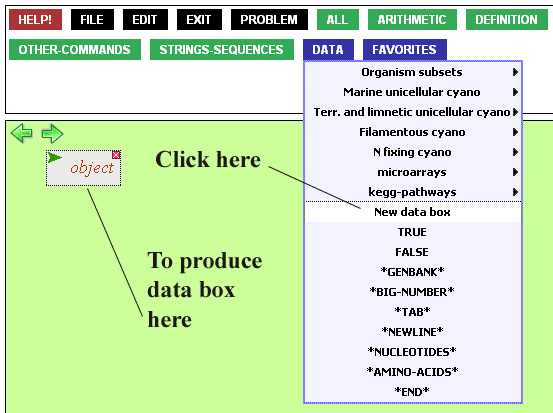 HELP! FILE EDIT EXIT PROBLEM ALL ARITHMETIC DEFINITION
OTHER-COMMANDS STRINGS-SEQUENCES DATA FAVORITES
Organism subsets
Marine unicellular cyano
Terr. and limnetic unicellular cyano
Filamentous cyano
N fixing cyano
microarrays
kegg-pathways
New data box
TRUE
FALSE
*GENBANK*
*BIG-NUMBER*
*TAB*
*NEWLINE*
*NUCLEOTIDES*
*AMINO-ACIDS*
*END*
object
Click here
To produce
data box
here